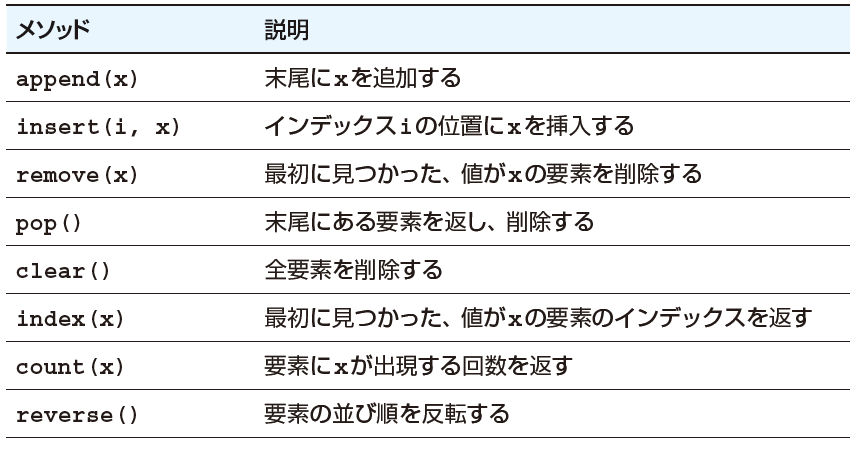 メソッド 説明
append(x) 末尾にxを追加する
insert(i, x) インデックスiの位置にxを挿入する
remove(x) 最初に見つかった、値がxの要素を削除する
pop() 末尾にある要素を返し、削除する
clear() 全要素を削除する
index(x) 最初に見つかった、値がxの要素のインデックスを返す
count(x) 要素にxが出現する回数を返す
reverse() 要素の並び順を反転する